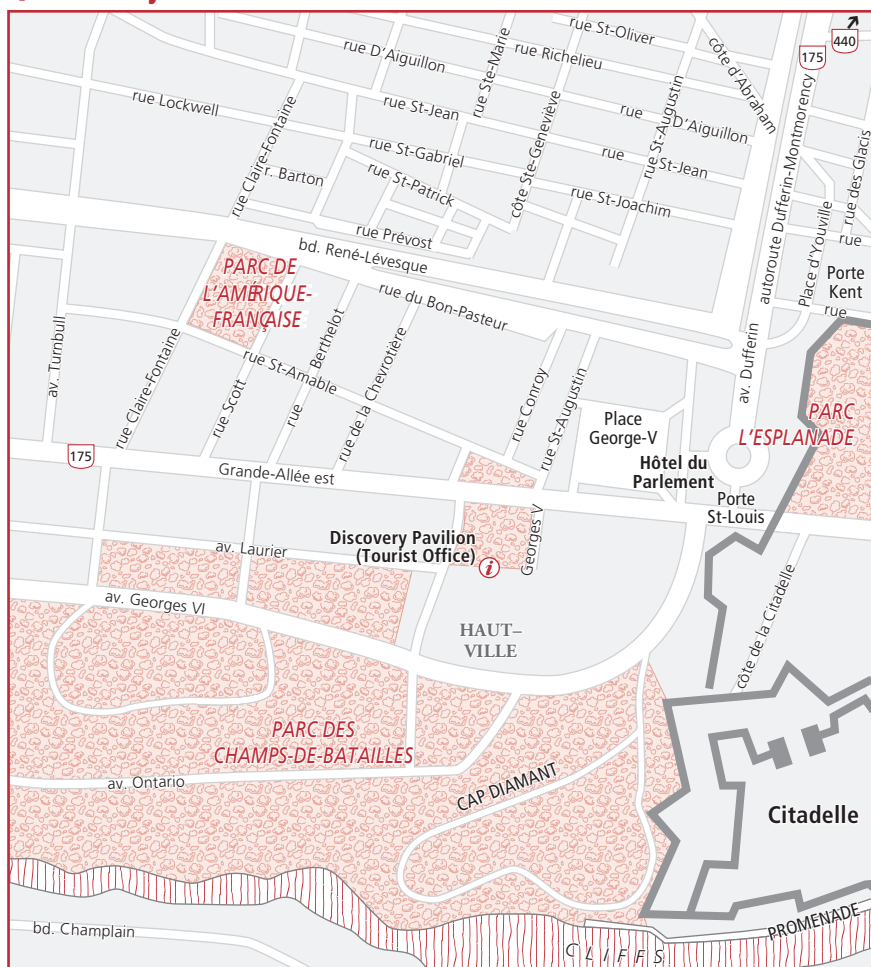 rue St-Oliver
rue Ste-Marie
rue D'Aiguillon
rue Richelieu
côte d'Abraham
175
440
rue Lockwell
rue St-Jean
rue D'Aiguillon
rue St-Augustin
autoroute Dufferin-Montmorency
rue Claire-Fontaine
rue St-Gabriel
côte Ste-Geneviève
rue St-Jean
rue des Glacis
r. Barton
rue St-Patrick
rue St-Joachim
rue Prévost
bd. René-Lévesque
rue
Place d'Youville
Porte
Kent
PARC DE
L'AMÉRIQUE-
FRANÇAISE
rue du Bon-Pasteur
rue
av. Turnbull
rue Claire-Fontaine
rue Scott
rue Berthelot
rue St-Amable
rue de la Chevrotière
rue Conroy
rue St-Augustin
av. Dufferin
Place
George-V
PARC
L'ESPLANADE
Hôtel du
Parlement
175
Grande-Allée est
Porte
St-Louis
Georges V
Discovery Pavilion
(Tourist Office)
i
av. Laurier
av. Georges VI
HAUT–
VILLE
côte de la Citadelle
PARC DES
CHAMPS-DE-BATAILLES
av. Ontario
CAP DIAMANT
Citadelle
bd. Champlain
PROMENADE
CLIFFS